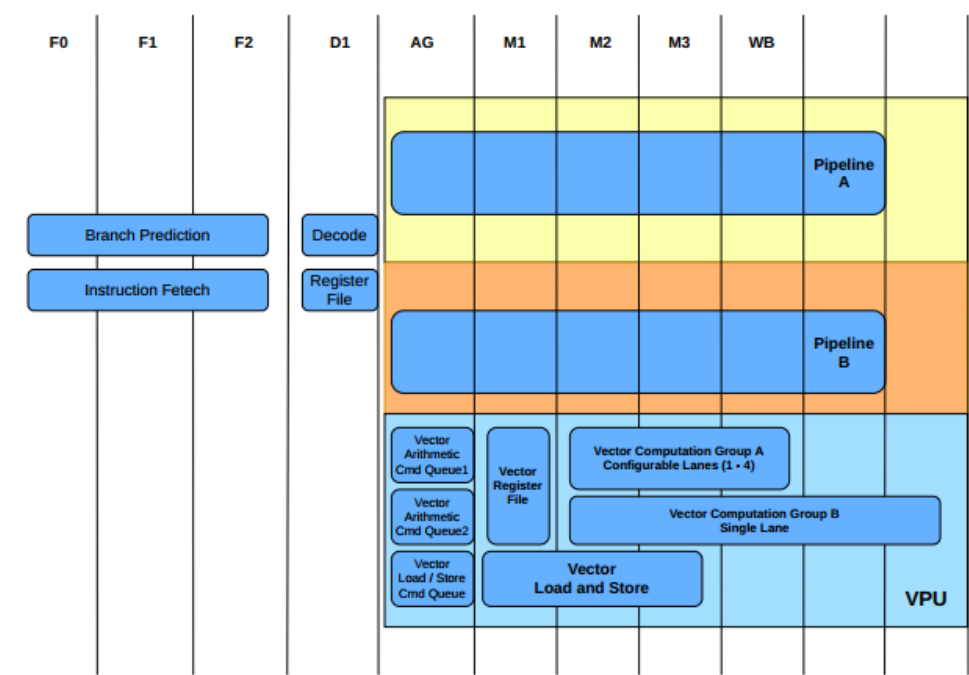 F0 F1 F2 D1 AG M1 M2 M3 WB
Pipeline
A
Branch Prediction
Decode
Instruction Fetech
Register
File
Pipeline
B
Vector
Arithmetic
Cmd Queue1
Vector
Register
File
Vector Computation Group A
Configurable Lanes (1 - 4)
Vector
Arithmetic
Cmd Queue2
Vector Computation Group B
Single Lane
Vector
Load / Store
Cmd Queue
Vector
Load and Store
VPU